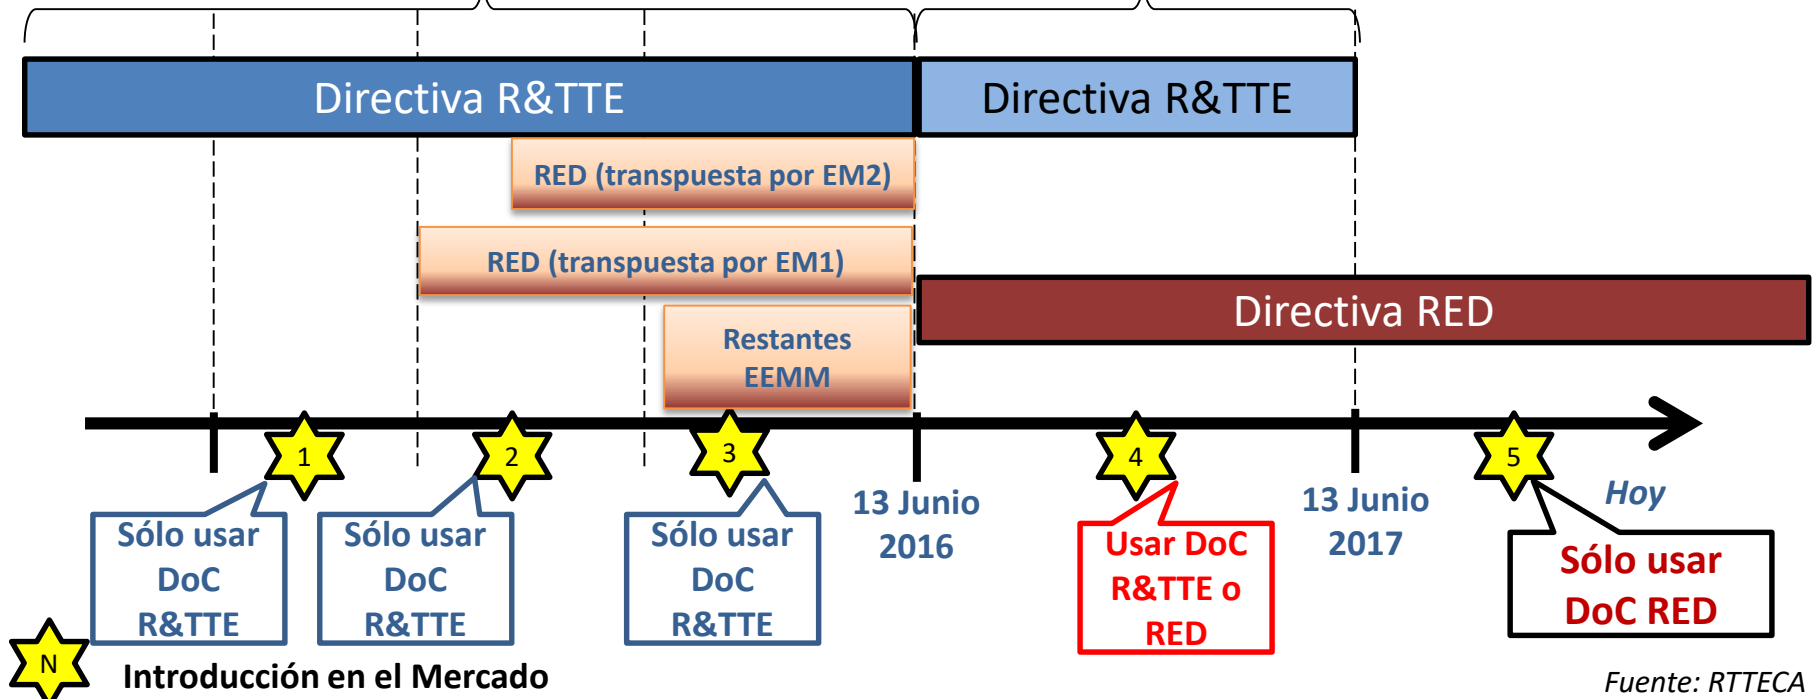 Directiva R&TTE
Directiva R&TTE
RED (transpuesta por EM2)
RED (transpuesta por EM1)
Directiva RED
Restantes
EEMM
1
2
3
4
5
13 Junio
2016
13 Junio
2017
Hoy
Sólo usar
DoC
R&TTE
Sólo usar
DoC
R&TTE
Sólo usar
DoC
R&TTE
Usar DoC
R&TTE o
RED
Sólo usar
DoC RED
N
Introducción en el Mercado
Fuente: RTTECA